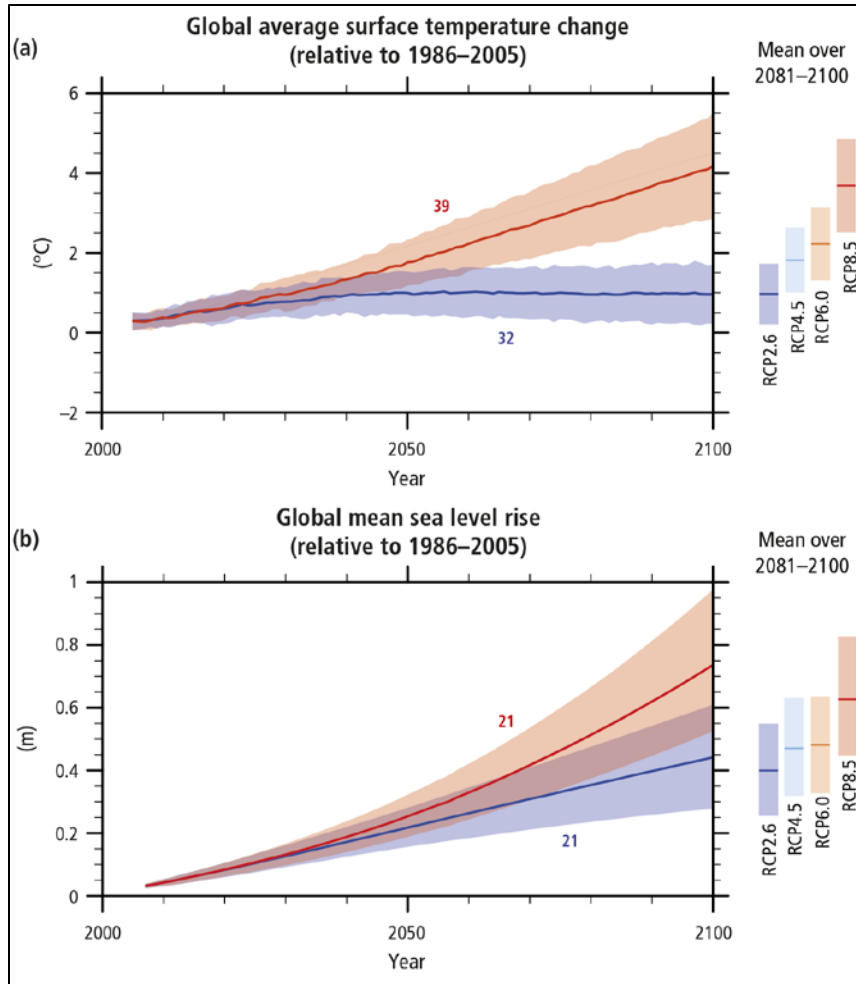 (a)
Global average surface temperature change
(relative to 1986–2005)
Mean over
2081–2100
6
4
2
0
−2
(°C)
39
32
2000
2050
2100
Year
RCP2.6
RCP4.5
RCP6.0
RCP8.5
(b)
Global mean sea level rise
(relative to 1986–2005)
Mean over
2081–2100
1
0.8
0.6
0.4
0.2
0
(m)
21
21
2000
2050
2100
Year
RCP2.6
RCP4.5
RCP6.0
RCP8.5